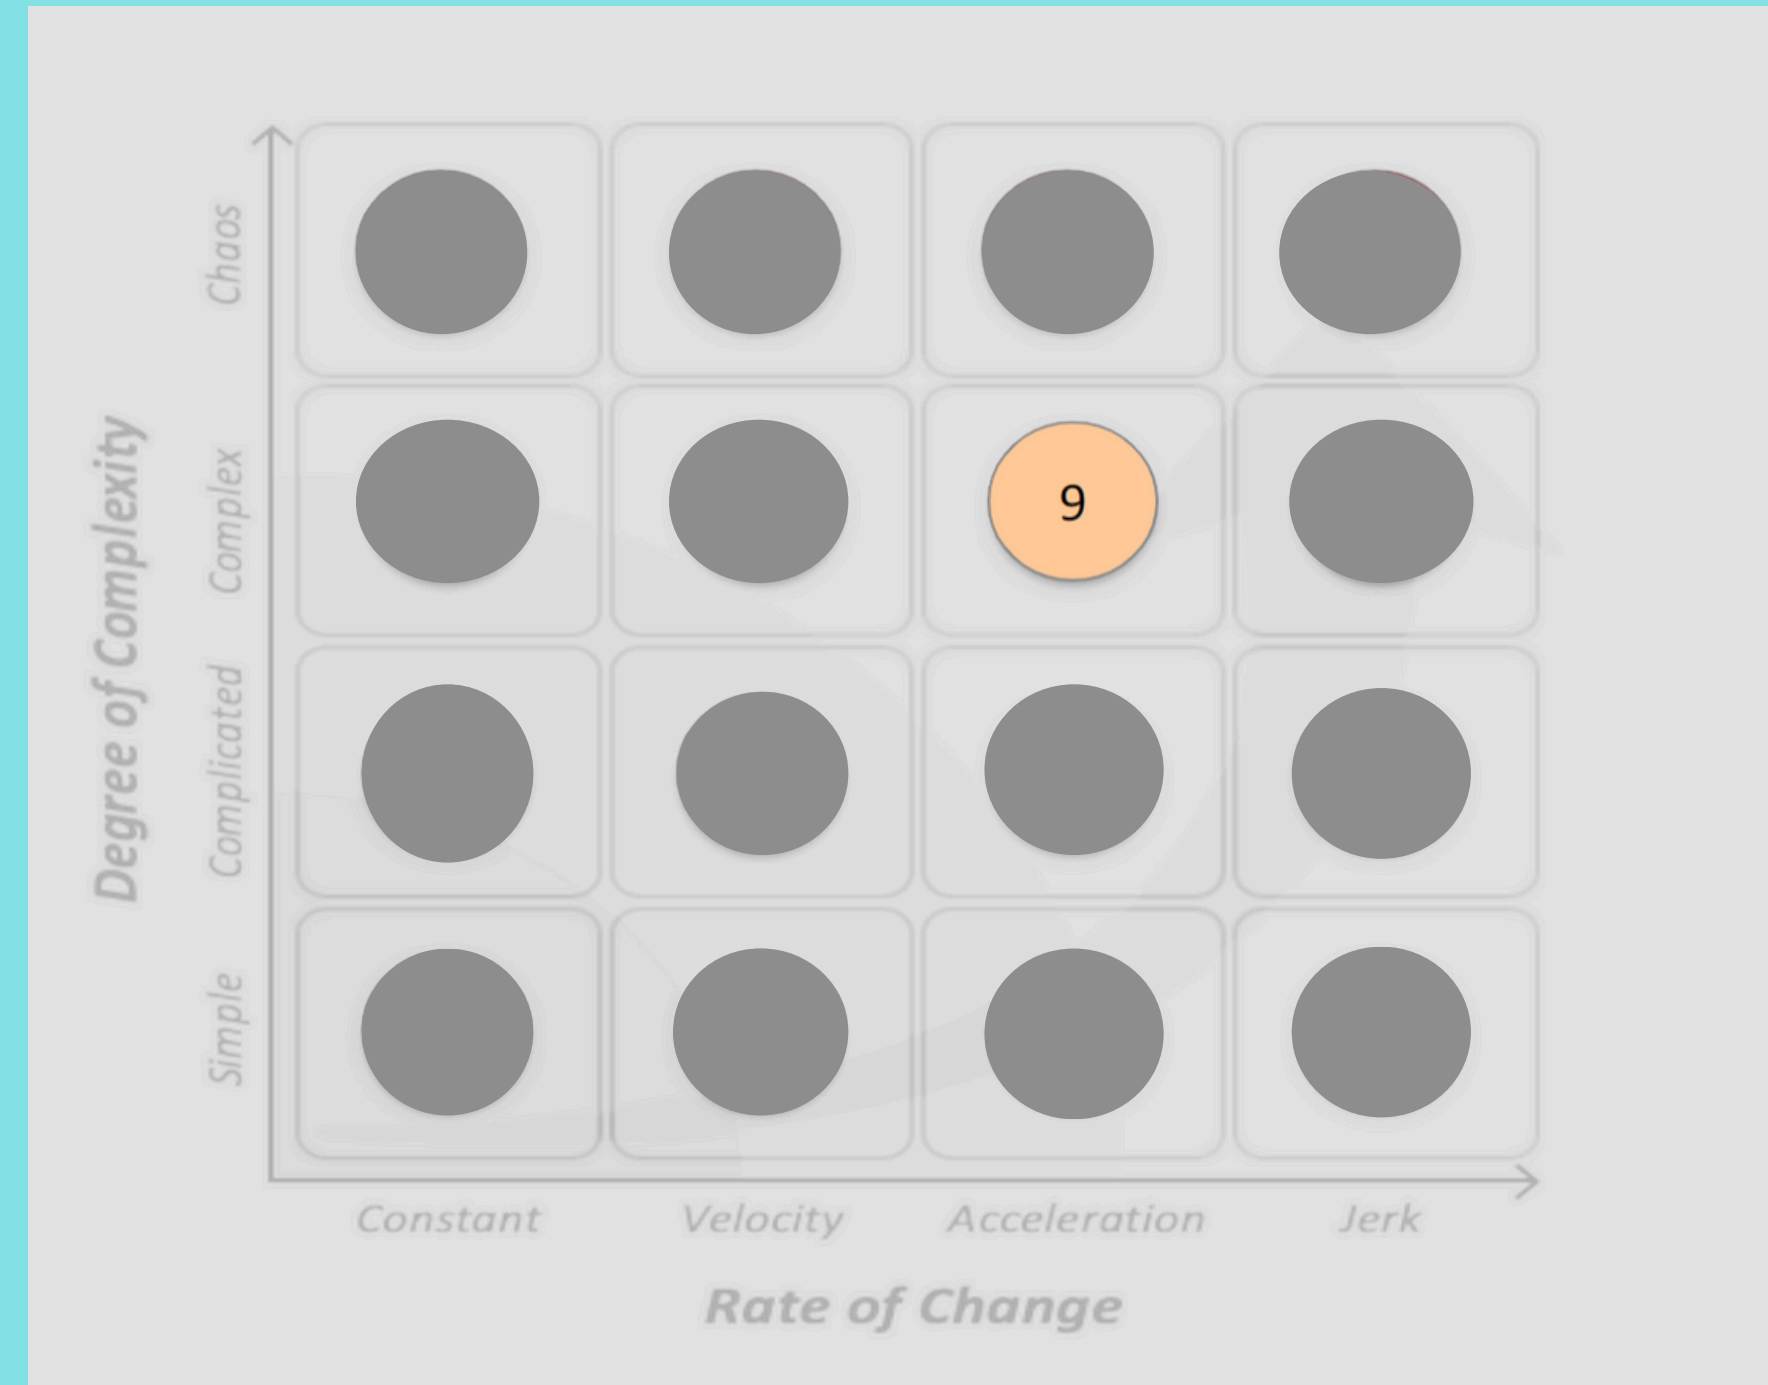 Degree of Complexity
Chaos
Complex
Complicated
Simple
9
Constant
Velocity
Acceleration
Jerk
Rate of Change